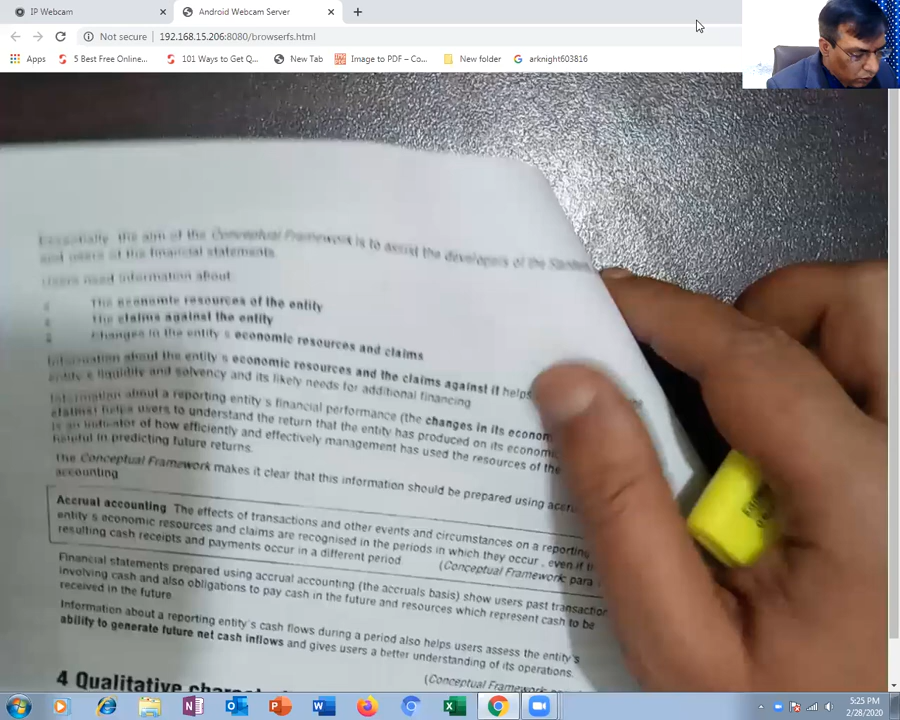 IP Webcam
Android Webcam Server
Not secure
192.168.15.206:8080/browserfs.html
Apps
5 Best Free Online...
101 Ways to Get Q...
New Tab
Image to PDF – Co...
New folder
arknight603816
Essentially the aim of the Conceptual Framework is to assist the developers of the
and users of the financial statements.
Users need information about
The economic resources of the entity
The claims against the entity
Changes in the entity s economic resources and claims
Information about the entity s economic resources and the claims against it helps
entity s liquidity and solvency and its likely needs for additional financing
Information about a reporting entity s financial performance (the changes in its econom
claims) helps users to understand the return that the entity has produced on its economic
is an indicator of how efficiently and effectively management has used the resources of the
helpful in predicting future returns.
The Conceptual Framework makes it clear that this information should be prepared using accru
accounting
Accrual accounting The effects of transactions and other events and circumstances on a reporting
entity s economic resources and claims are recognised in the periods in which they occur , even if th
resulting cash receipts and payments occur in a different period
(Conceptual Framework: para
Financial statements prepared using accrual accounting (the accruals basis) show users past transaction
involving cash and also obligations to pay cash in the future and resources which represent cash to be
received in the future
Information about a reporting entity's cash flows during a period also helps users assess the entity's
ability to generate future net cash inflows and gives users a better understanding of its operations.
(Conceptual Framework
4 Qualitative
5:25 PM
2/28/2020